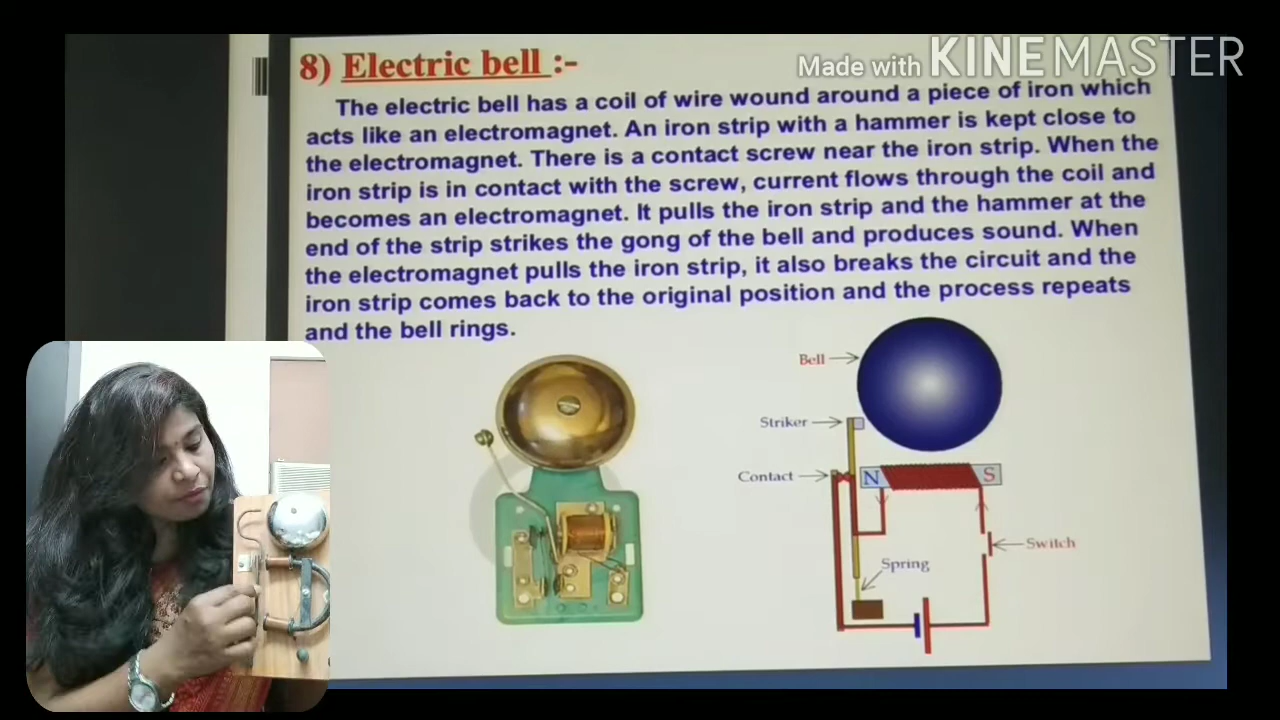 Made with KINEMASTER
8) Electric bell :-
The electric bell has a coil of wire wound around a piece of iron which
acts like an electromagnet. An iron strip with a hammer is kept close to
the electromagnet. There is a contact screw near the iron strip. When the
iron strip is in contact with the screw, current flows through the coil and
becomes an electromagnet. It pulls the iron strip and the hammer at the
end of the strip strikes the gong of the bell and produces sound. When
the electromagnet pulls the iron strip, it also breaks the circuit and the
iron strip comes back to the original position and the process repeats
and the bell rings.
Bell
Striker
Contact
N
S
Switch
Spring